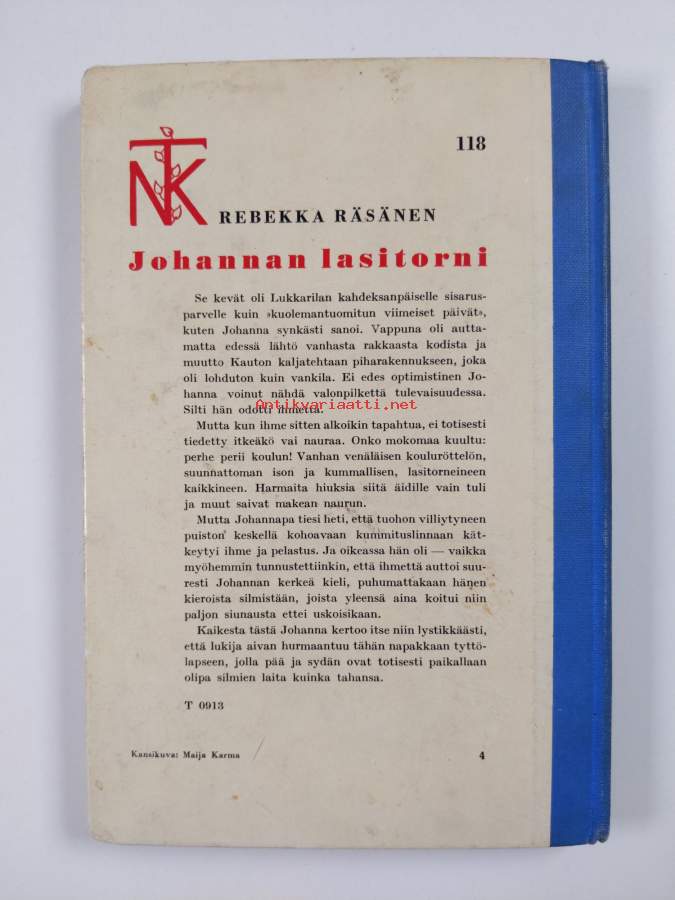 NTK
118
REBEKKA RÄSÄNEN
Johannan lasitorni
Se kevät oli Lukkarilan kahdeksanpäiselle sisarus-
parvelle kuin »kuolemantuomitun viimeiset päivät»,
kuten Johanna synkästi sanoi. Vappuna oli autta-
matta edessä lähtö vanhasta rakkaasta kodista ja
muutto Kauton kaljatehtaan piharakennukseen, joka
oli lohduton kuin vankila. Ei edes optimistinen Jo-
hanna voinut nähdä valonpilkettä tulevaisuudessa.
Silti hän odotti ihmettä.
Antikvariaatti.net
Mutta kun ihme sitten alkoikin tapahtua, ei totisesti
tiedetty itkeäkö vai nauraa. Onko mokomaa kuultu:
perhe perii koulun! Vanhan venäläisen kouluröttelön,
suunnattoman ison ja kummallisen, lasitorneineen
kaikkineen. Harmaita hiuksia siitä äidille vain tuli
ja muut saivat makean naurun.
Mutta Johannapa tiesi heti, että tuohon villiytyneen
puiston keskellä kohoavaan kummituslinnaan kät-
keytyi ihme ja pelastus. Ja oikeassa hän oli — vaikka
myöhemmin tunnustettiinkin, että ihmettä auttoi suu-
resti Johannan kerkeä kieli, puhumattakaan hänen
kieroista silmistään, joista yleensä aina koitui niin
paljon siunausta ettei uskoisikaan.
Kaikesta tästä Johanna kertoo itse niin lystikkäästi,
että lukija aivan hurmaantuu tähän napakkaan tyttö-
lapseen, jolla pää ja sydän ovat totisesti paikallaan
olipa silmien laita kuinka tahansa.
T 0913
Kansikuva: Maija Karma
4